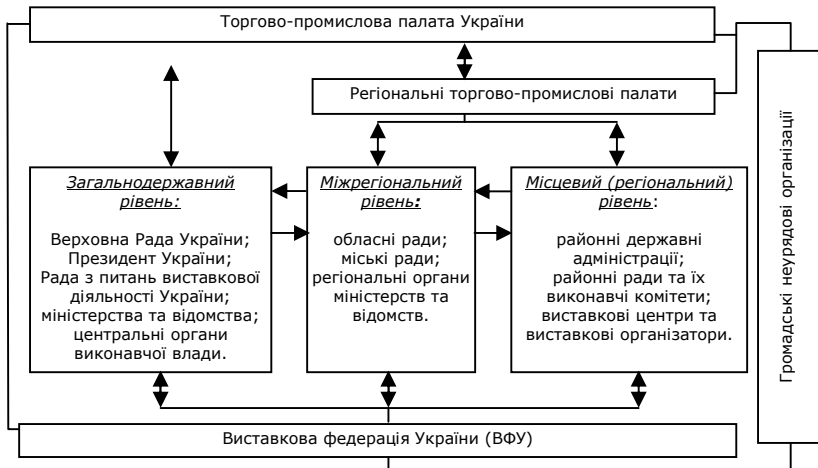 Торгово-промислова палата України
Регіональні торгово-промислові палати
Загальнодержавний
рівень:
Верховна Рада України;
Президент України;
Рада з питань виставкової
діяльності України;
міністерства та відомства;
центральні органи
виконавчої влади.
Міжрегіональний
рівень:
обласні ради;
міські ради;
регіональні органи
міністерств та
відомств.
Місцевий (регіональний)
рівень:
районні державні
адміністрації;
районні ради та їх
виконавчі комітети;
виставкові центри та
виставкові організатори.
Громадські неурядові організації
Виставкова федерація України (ВФУ)